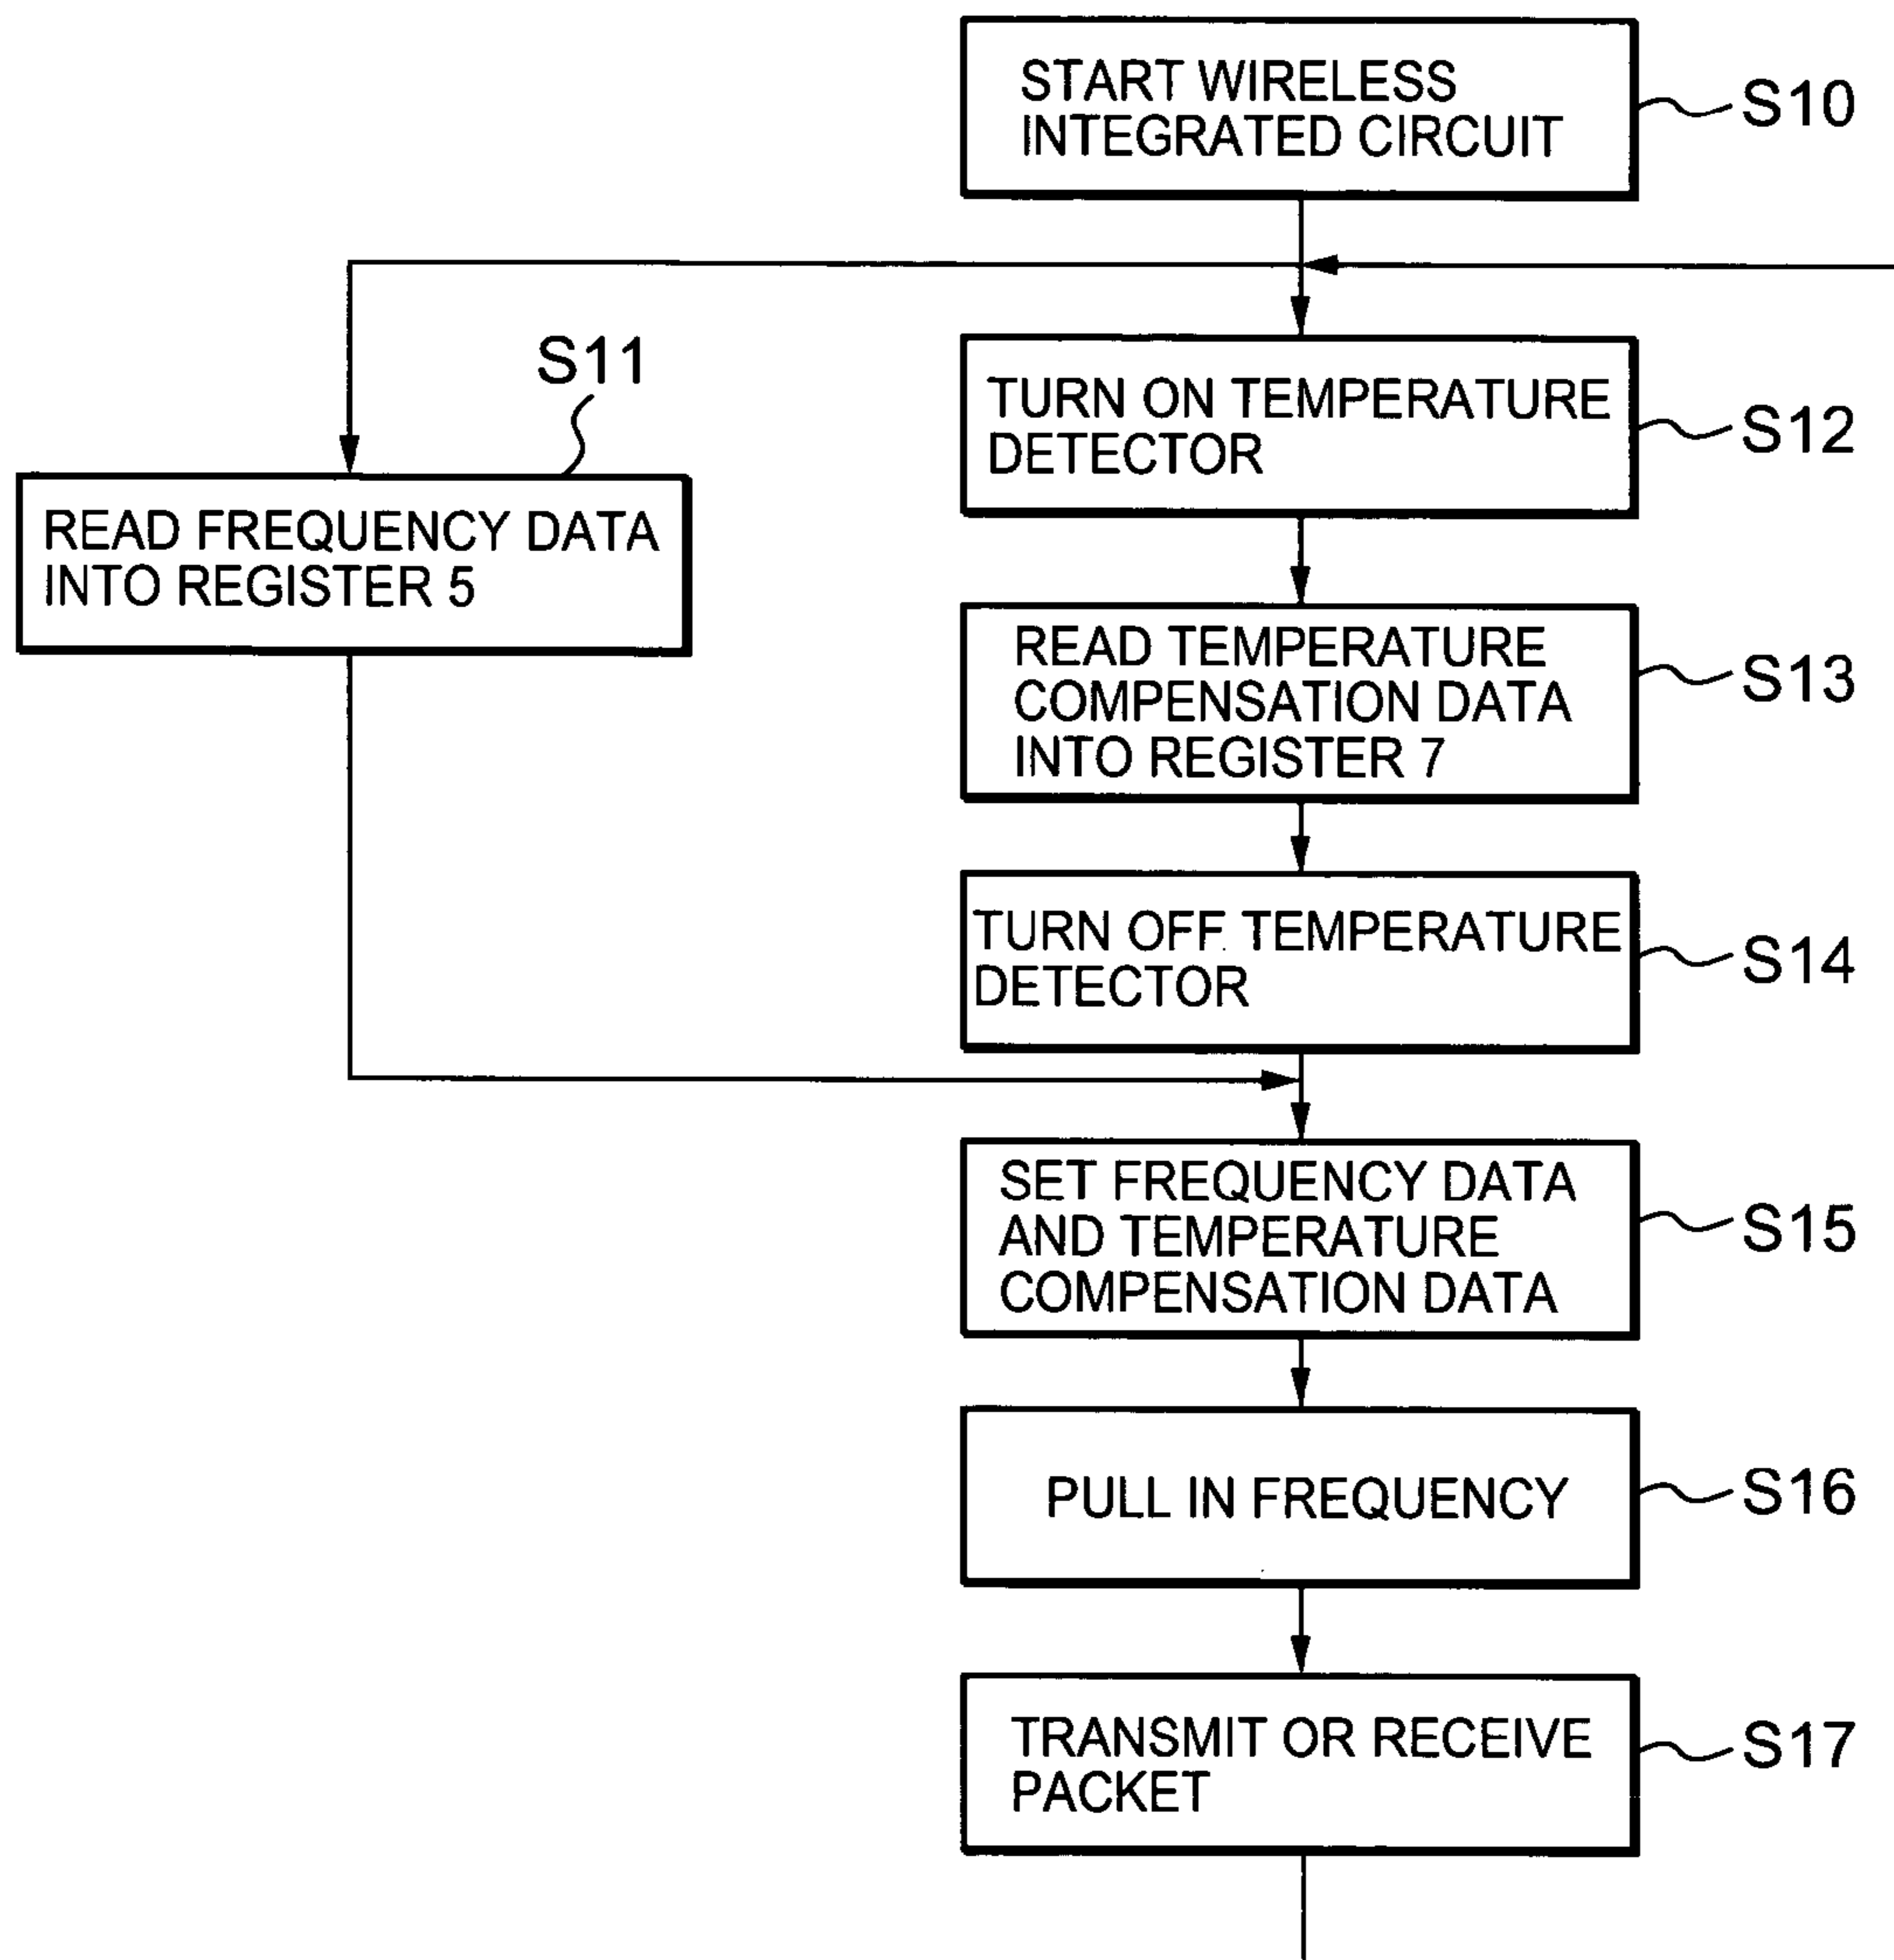 START WIRELESS
INTEGRATED CIRCUIT
S10
S11
TURN ON TEMPERATURE
DETECTOR
S12
READ FREQUENCY DATA
INTO REGISTER 5
READ TEMPERATURE
COMPENSATION DATA
INTO REGISTER 7
S13
TURN OFF TEMPERATURE
DETECTOR
S14
SET FREQUENCY DATA
AND TEMPERATURE
COMPENSATION DATA
S15
PULL IN FREQUENCY
S16
TRANSMIT OR RECEIVE
PACKET
S17